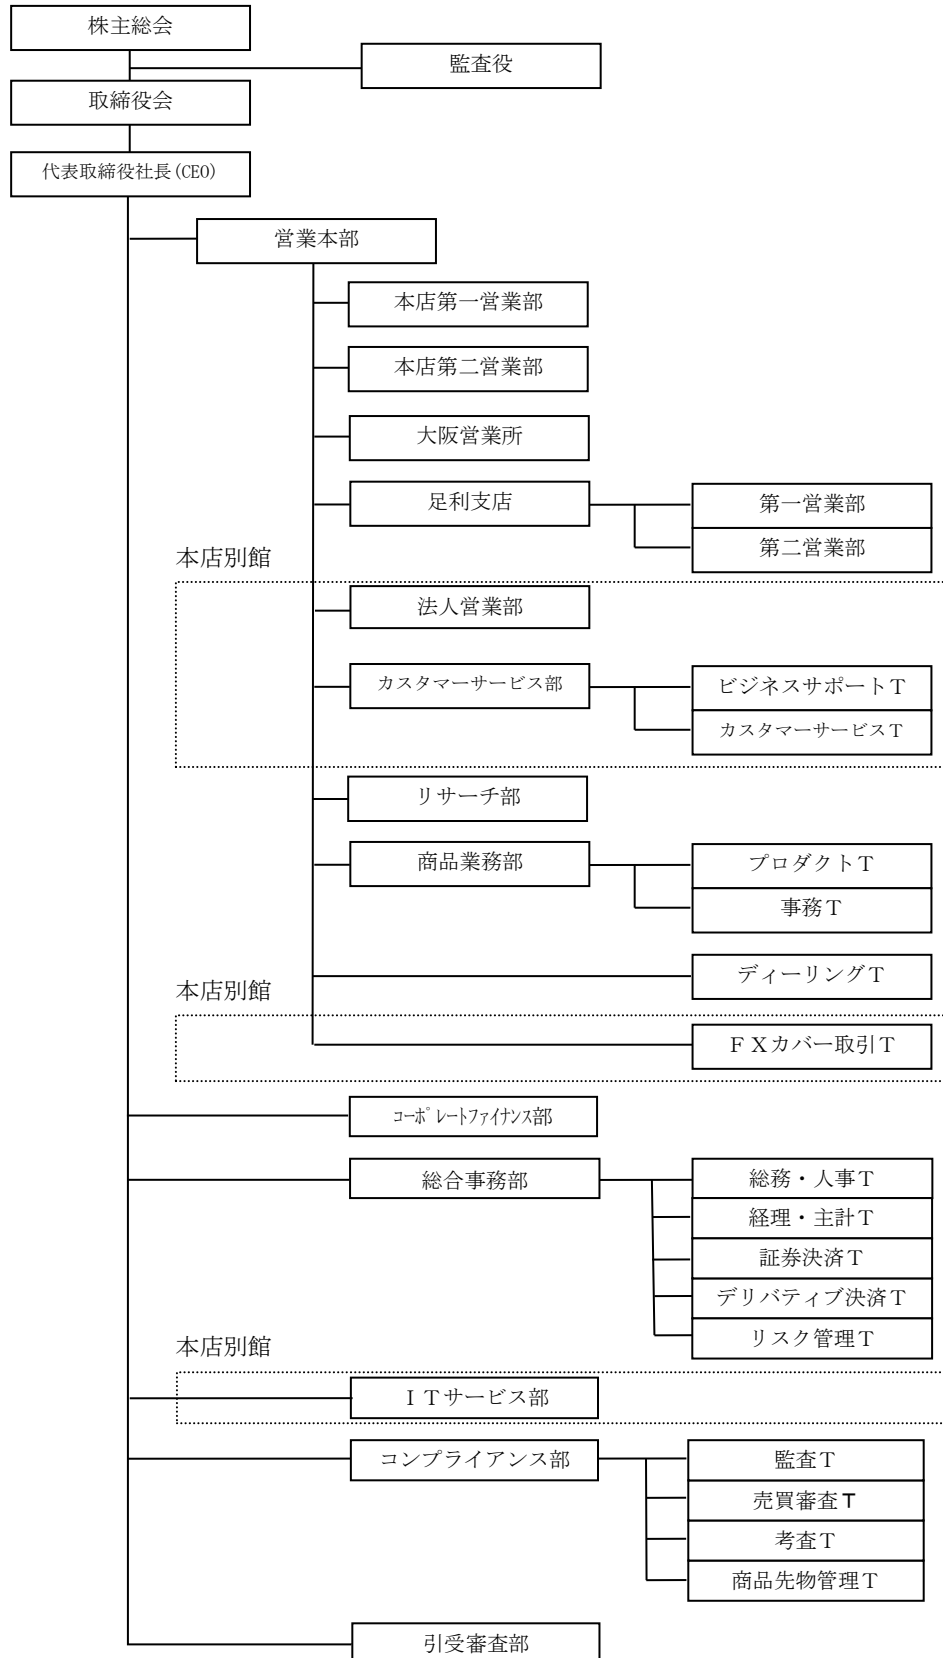 株主総会
監査役
取締役会
代表取締役社長(CEO)
営業本部
本店第一営業部
本店第二営業部
大阪営業所
足利支店
第一営業部
第二営業部
本店別館
法人営業部
カスタマーサービス部
ビジネスサポートＴ
カスタマーサービスＴ
リサーチ部
商品業務部
プロダクトＴ
事務Ｔ
ディーリングＴ
本店別館
ＦＸカバー取引Ｔ
コーポレートファイナンス部
総合事務部
総務・人事Ｔ
経理・主計Ｔ
証券決済Ｔ
デリバティブ決済Ｔ
リスク管理Ｔ
本店別館
ＩＴサービス部
コンプライアンス部
監査Ｔ
売買審査Ｔ
考査Ｔ
商品先物管理Ｔ
引受審査部